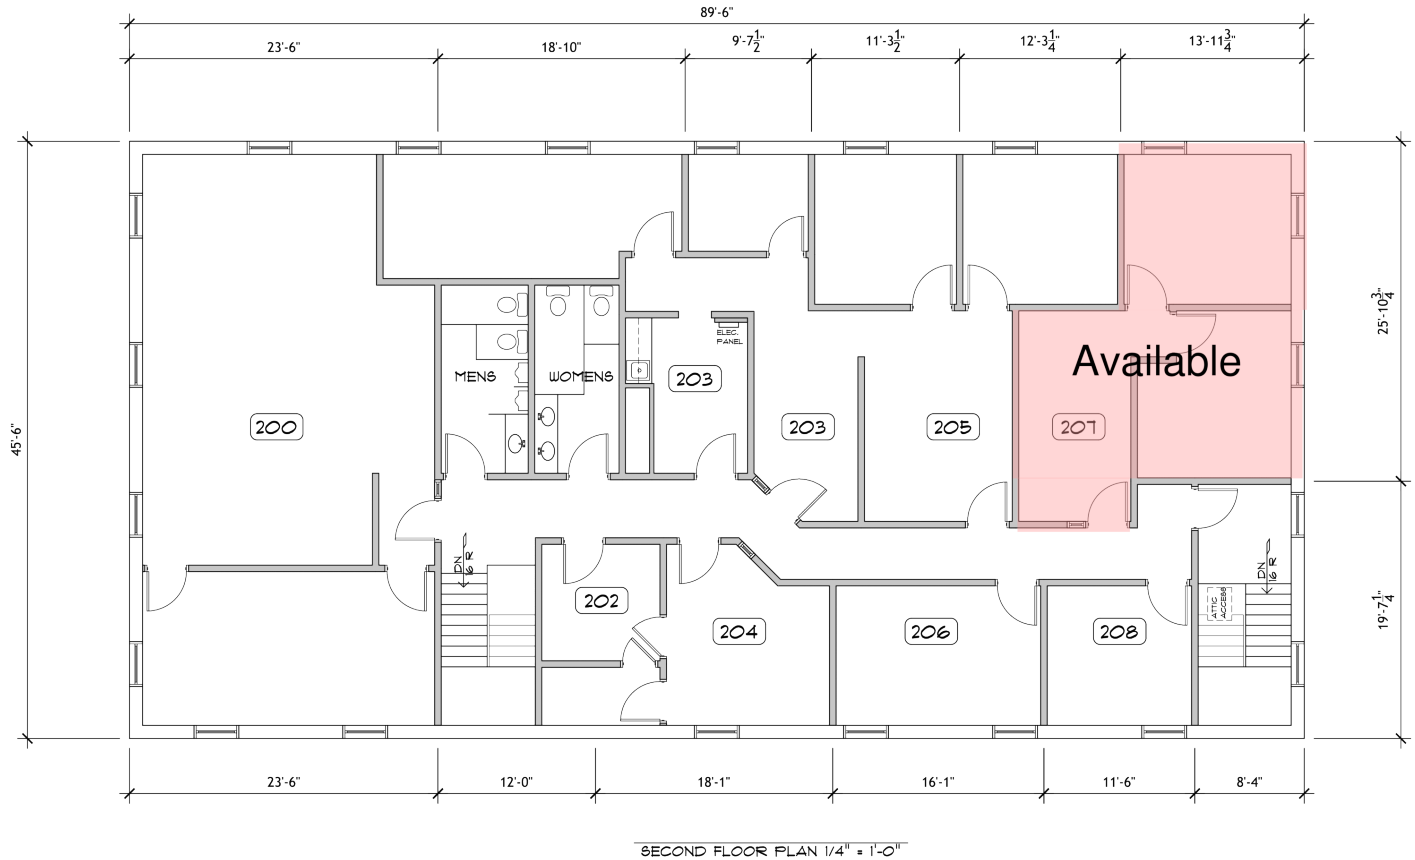 89'-6"
23'-6"
18'-10"
9'-7 1/2"
11'-3 1/2"
12'-3 1/4"
13'-11 3/4"
45'-6"
25'-10 3/4"
19'-7 1/4"
ELEC.
PANEL
MENS
WOMENS
203
Available
200
203
205
207
DN
16 R
DN
16 R
202
ATTIC
ACCESS
204
206
208
23'-6"
12'-0"
18'-1"
16'-1"
11'-6"
8'-4"
SECOND FLOOR PLAN 1/4" = 1'-0"